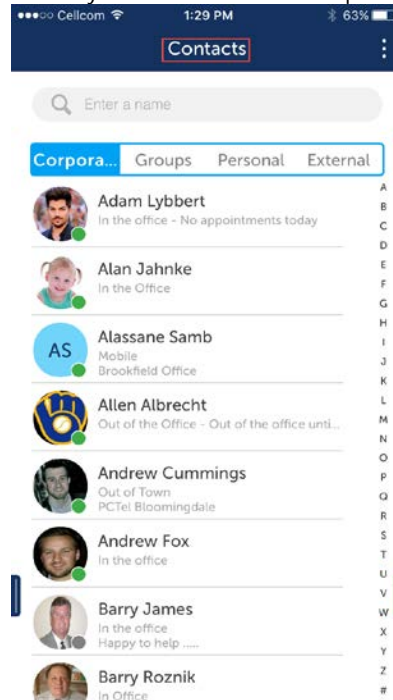 Cellcom 1:29 PM 63%
Contacts
Enter a name
Corpora... Groups Personal External
Adam Lybbert
In the office - No appointments today
Alan Jahnke
In the Office
AS
Alassane Samb
Mobile
Brookfield Office
Allen Albrecht
Out of the Office - Out of the office unti...
Andrew Cummings
Out of Town
PCTel Bloomingdale
Andrew Fox
In the office
Barry James
In the office
Happy to help .....
Barry Roznik
In Office
A
B
C
D
E
F
G
H
I
J
K
L
M
N
O
P
Q
R
S
T
U
V
W
X
Y
Z
#